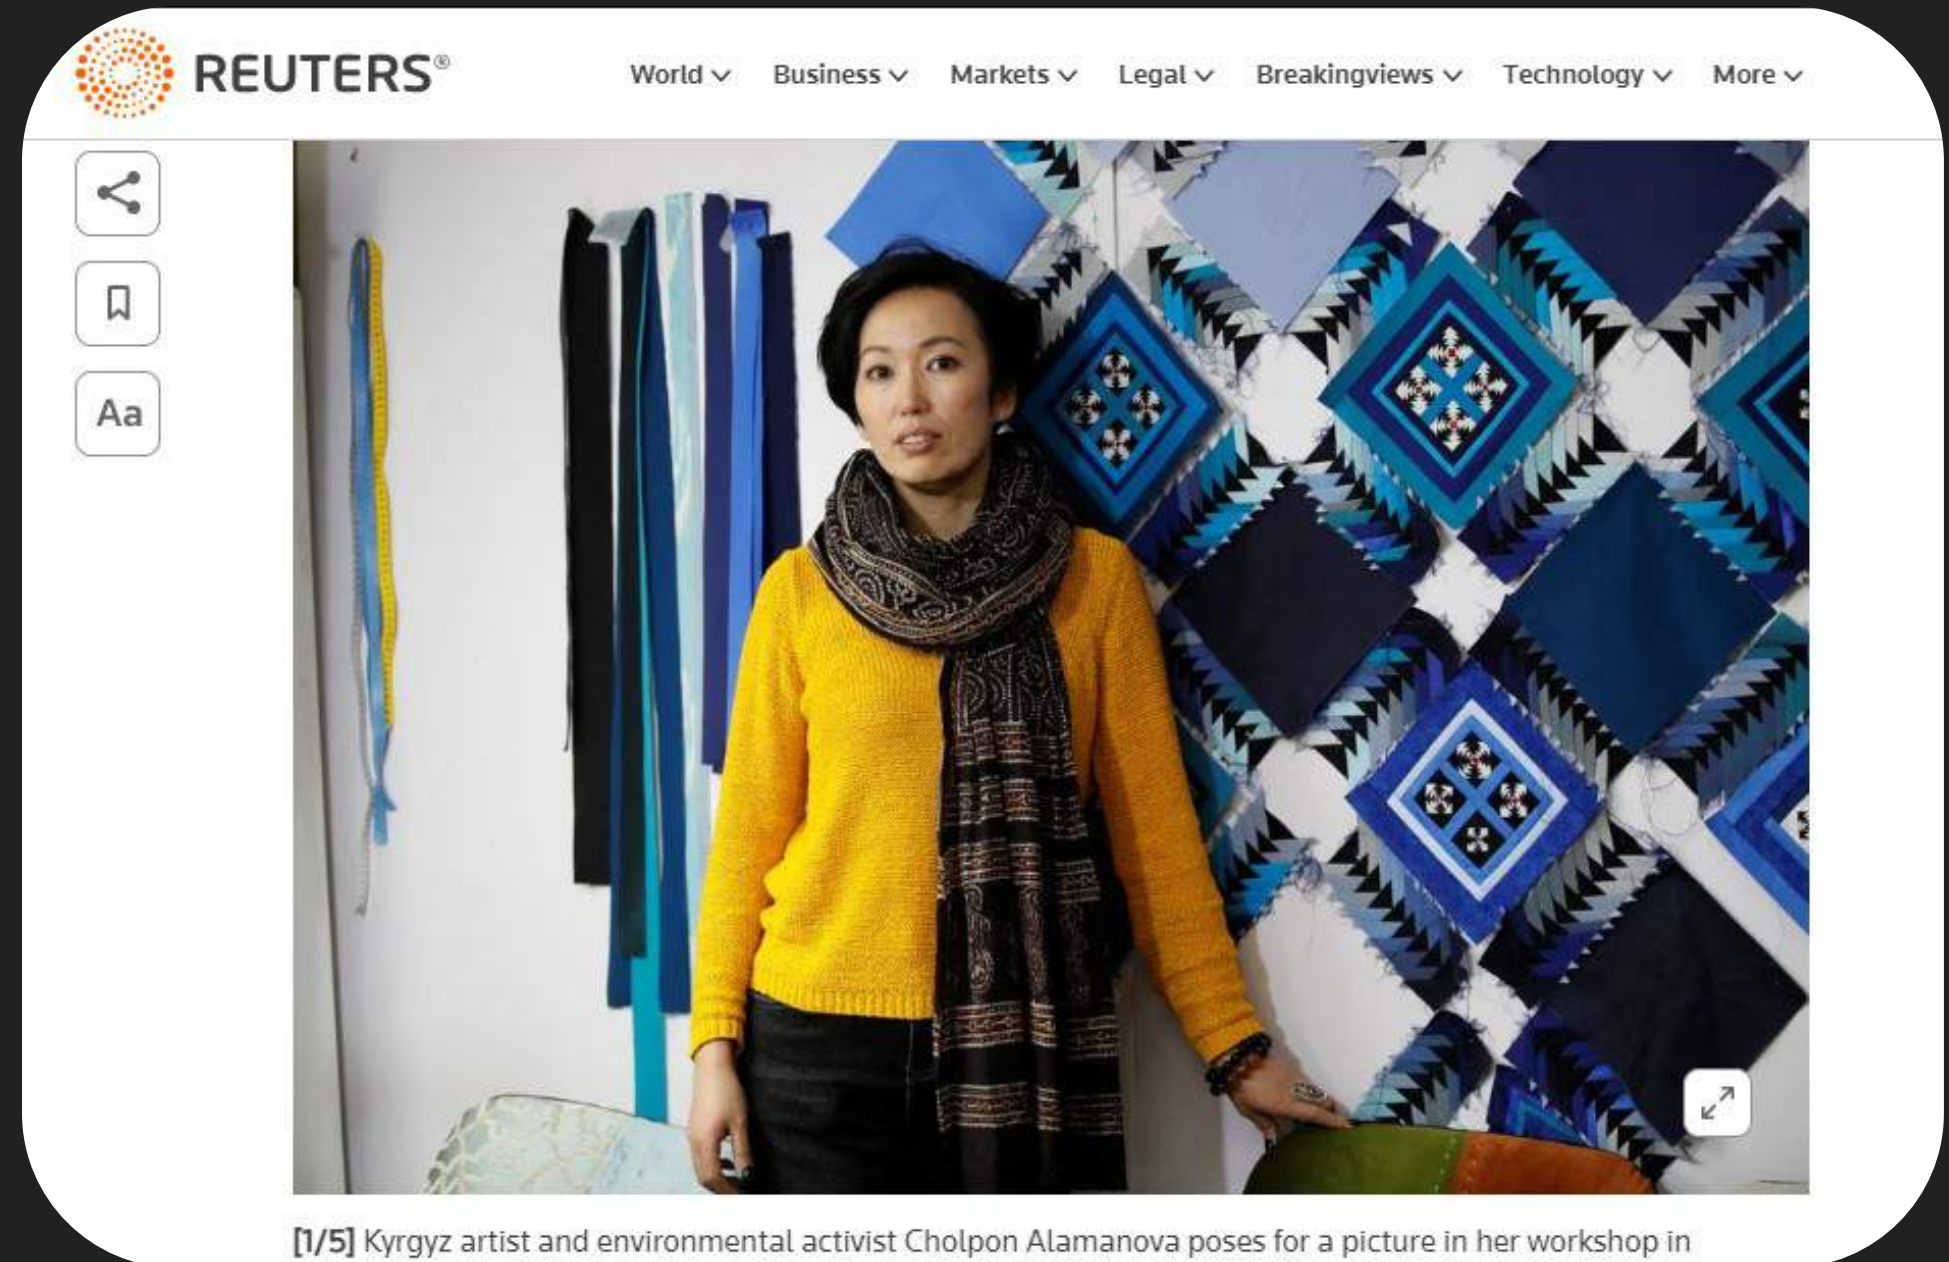 REUTERS®
World
Business
Markets
Legal
Breakingviews
Technology
More
Aa
[1/5] Kyrgyz artist and environmental activist Cholpon Alamanova poses for a picture in her workshop in